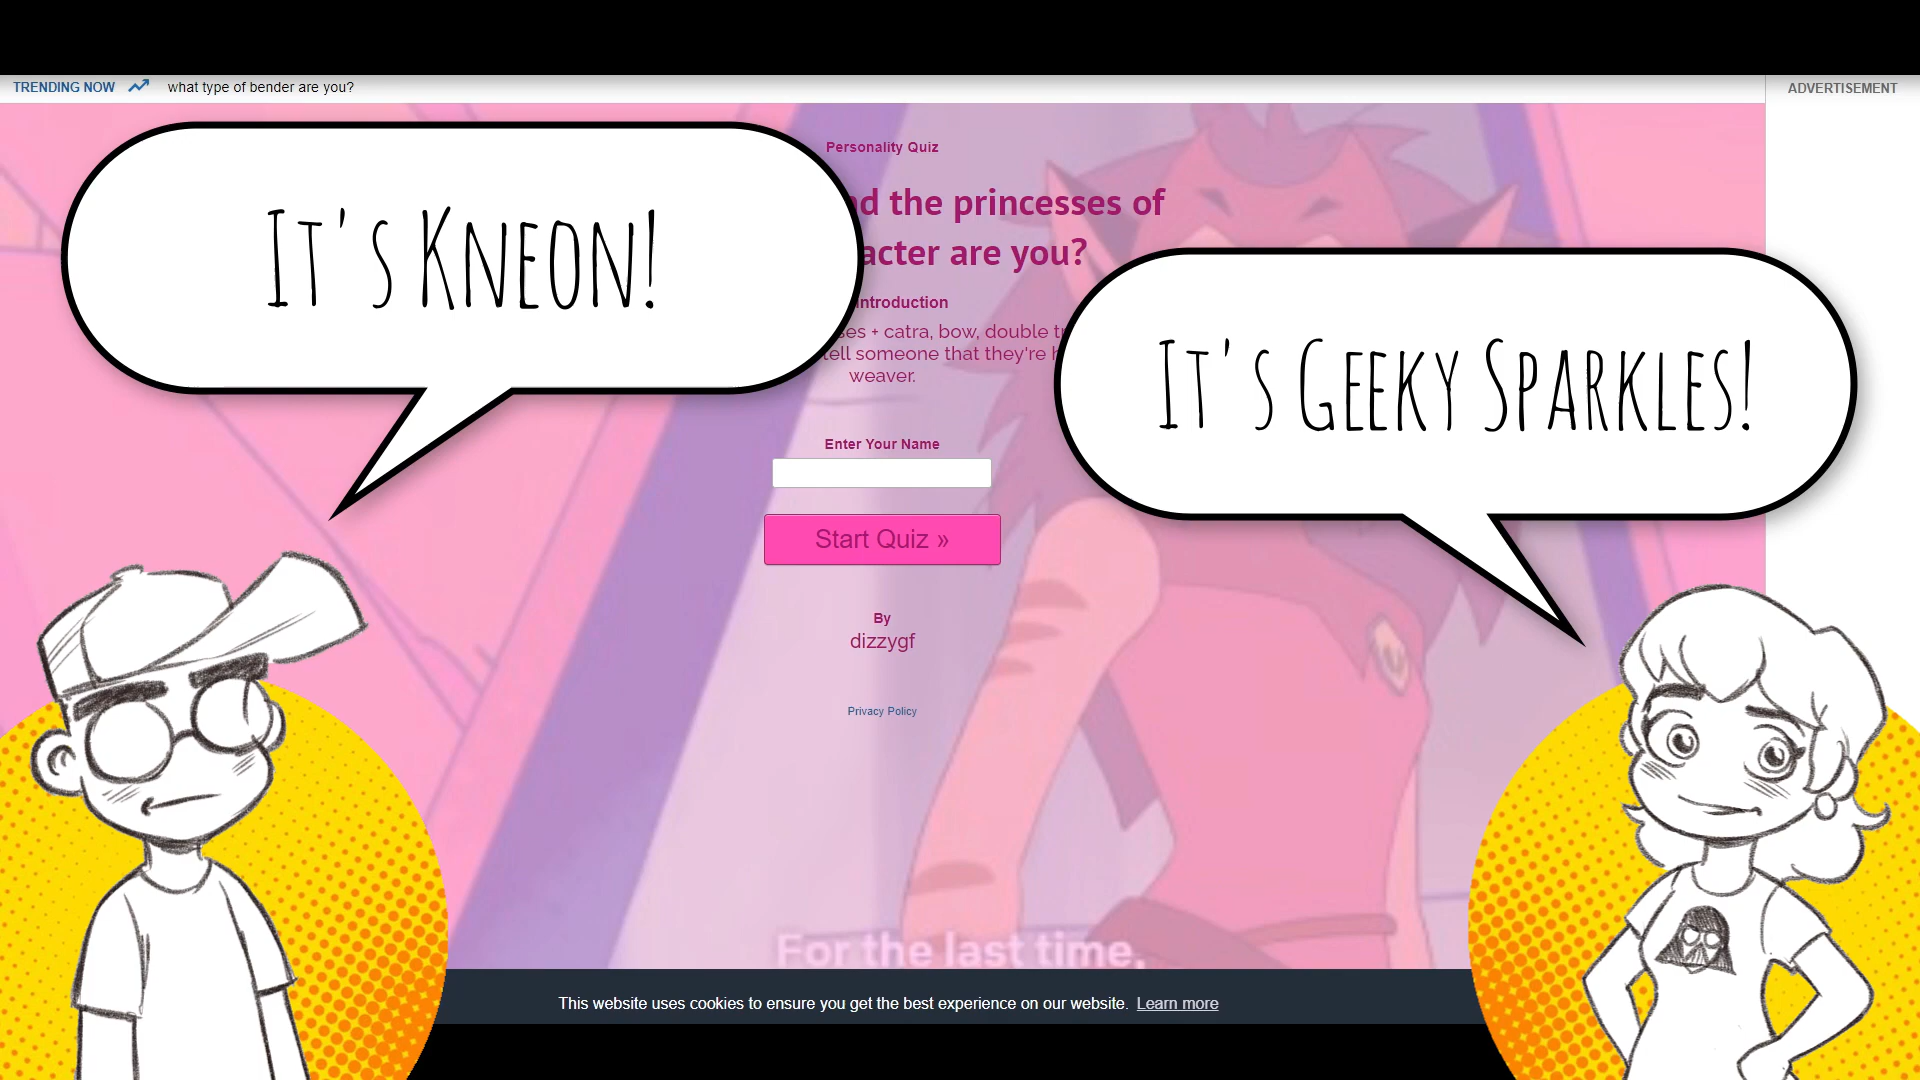 TRENDING NOW what type of bender are you?
ADVERTISEMENT
Personality Quiz
It's Kneon!
the princesses of
are you?
Introduction
+ catra, bow, double
tell someone that they're
weaver.
It's Geeky Sparkles!
Enter Your Name
Start Quiz »
By
dizzygf
Privacy Policy
For the last time,
This website uses cookies to ensure you get the best experience on our website. Learn more